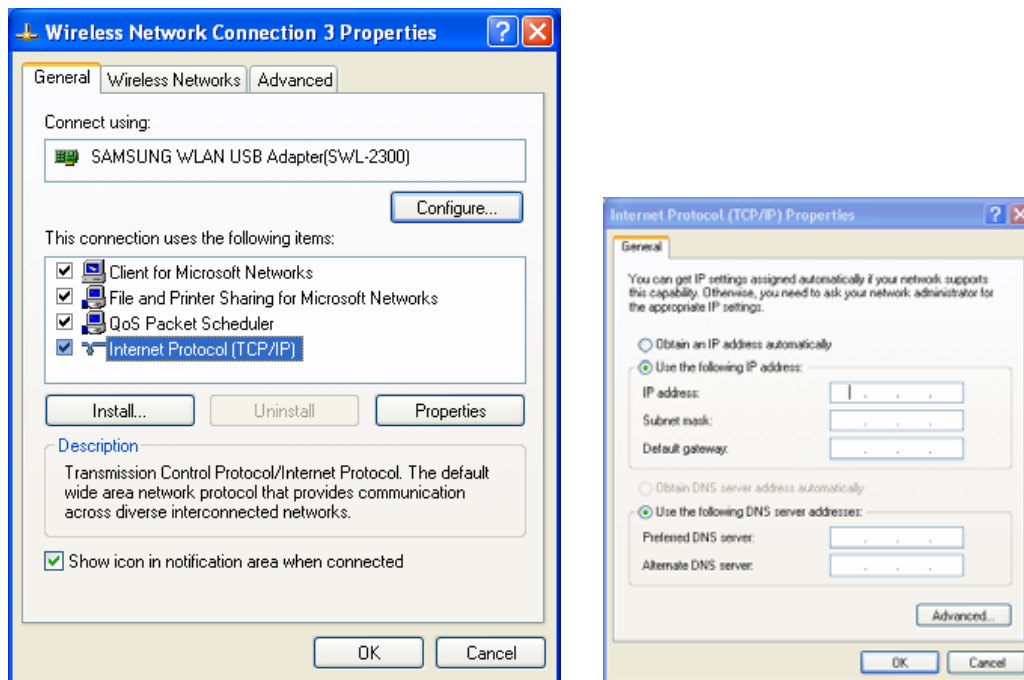 Wireless Network Connection 3 Properties
General Wireless Networks Advanced
Connect using:
SAMSUNG WLAN USB Adapter(SWL-2300)
Configure...
This connection uses the following items:
Client for Microsoft Networks
File and Printer Sharing for Microsoft Networks
QoS Packet Scheduler
Internet Protocol (TCP/IP)
Install... Uninstall Properties
Description
Transmission Control Protocol/Internet Protocol. The default
wide area network protocol that provides communication
across diverse interconnected networks.
Show icon in notification area when connected
OK Cancel
Internet Protocol (TCP/IP) Properties
General
You can get IP settings assigned automatically if your network supports
this capability. Otherwise, you need to ask your network administrator for
the appropriate IP settings.
Obtain an IP address automatically
Use the following IP address:
IP address:
Subnet mask:
Default gateway:
Obtain DNS server address automatically
Use the following DNS server addresses:
Preferred DNS server:
Alternate DNS server:
Advanced...
OK Cancel